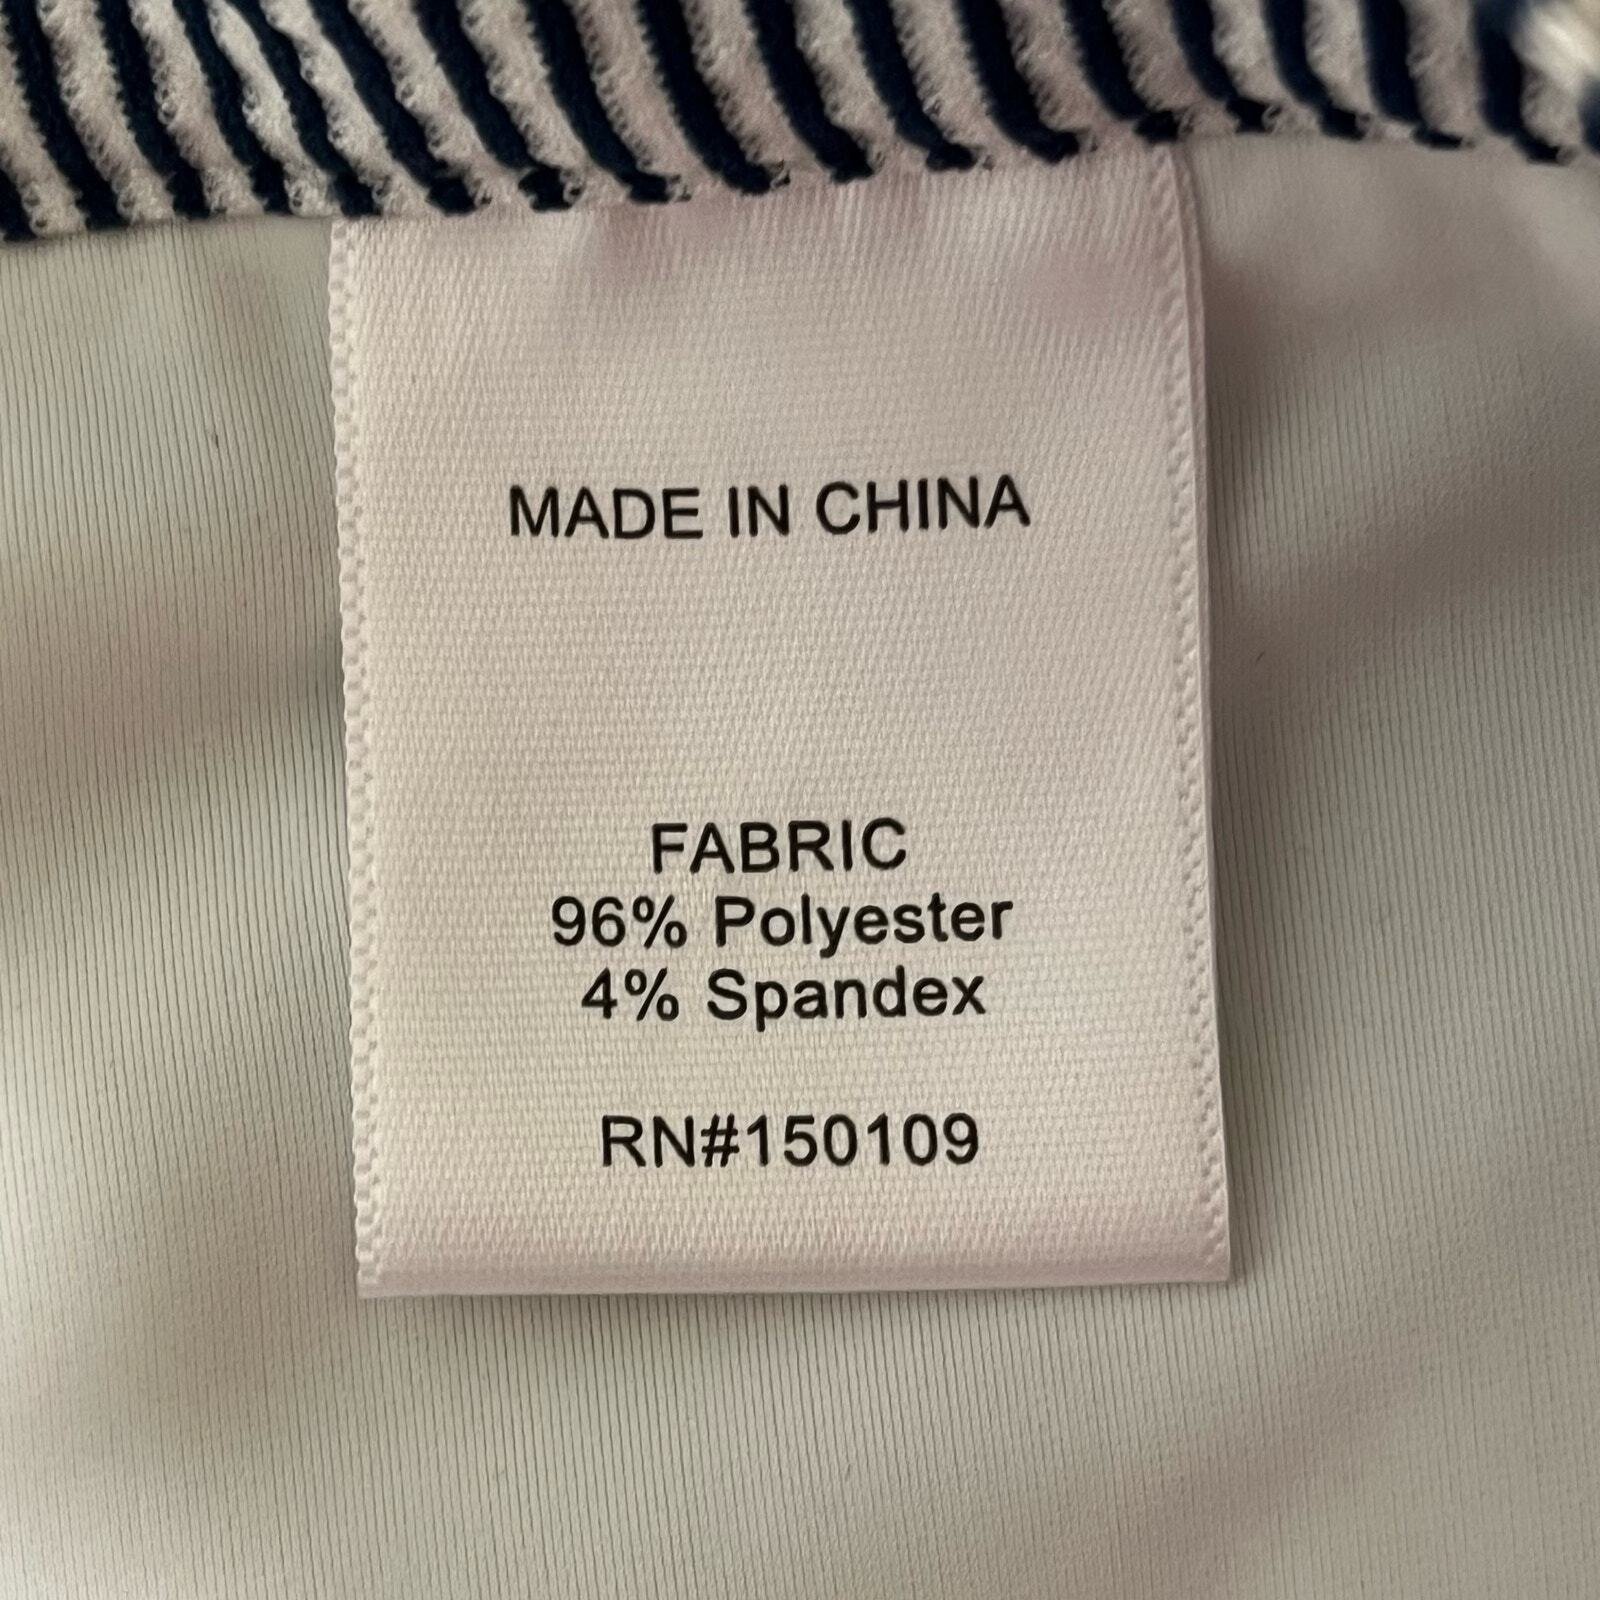 MADE IN CHINA
FABRIC
96% Polyester
4% Spandex
RN#150109